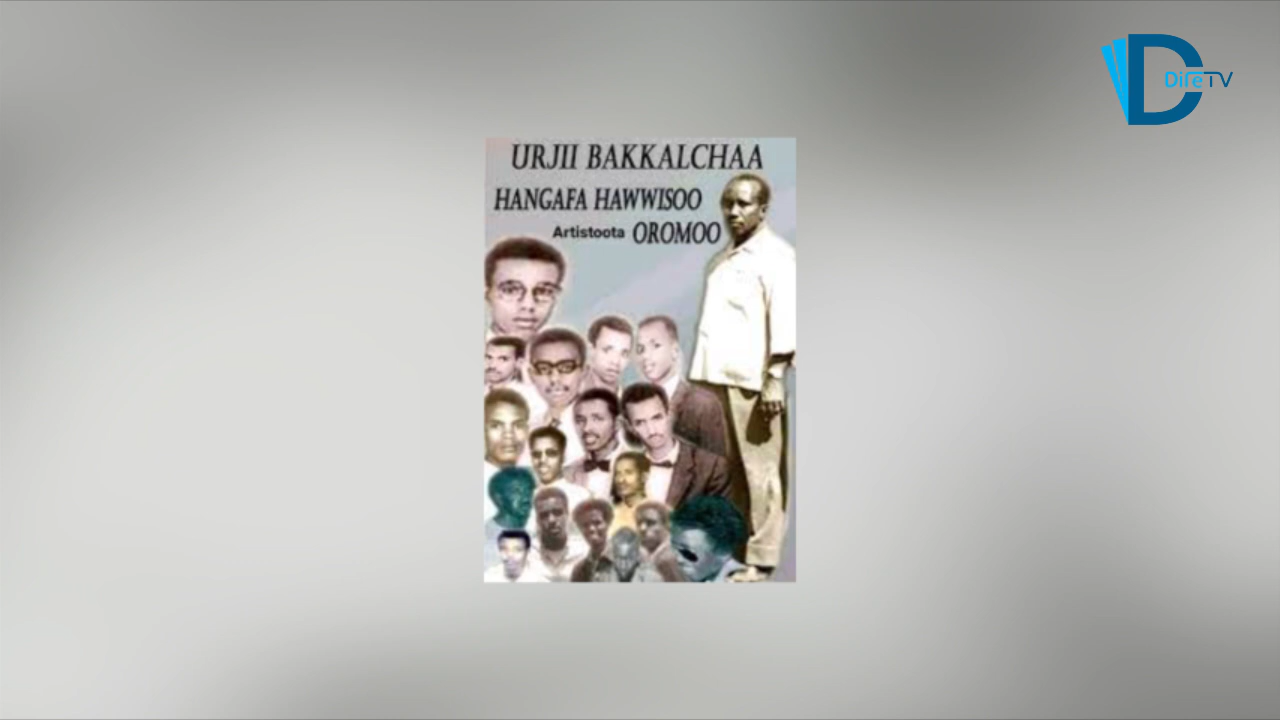 DireTV
URJII BAKKALCHAA
HANGAFA HAWWISOO
Artistoota OROMOO